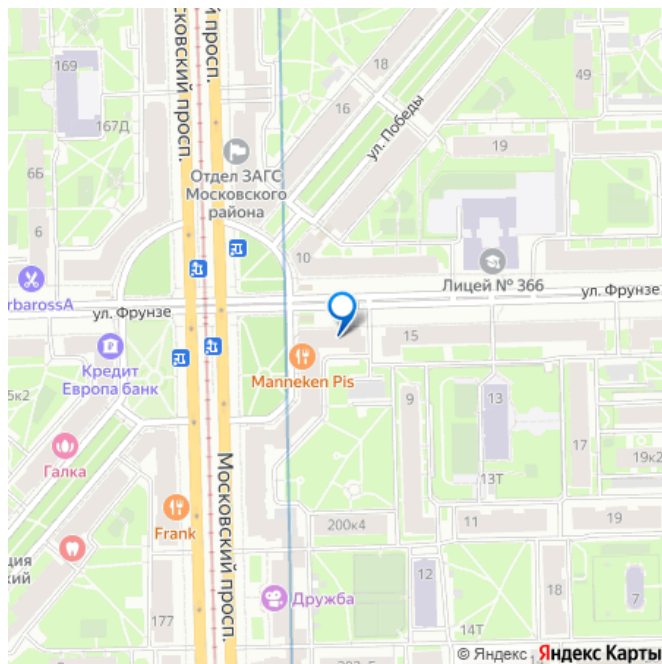 169
167Д
66
6
Московский просп.
просп.
18
16
49
19
ул. Победы
Отдел ЗАГС
Московского
района
10
Лицей № 366
ул. Фрунзе
ул. Фрунзе
rbarossA
Кредит
Европа банк
5к2
Manneken Pis
15
9
13
13Т
17
19к2
Галка
Frank
Московский просп.
200к4
11
19
12
18
7
14Т
177
Дружба
© Яндекс
Яндекс Карты